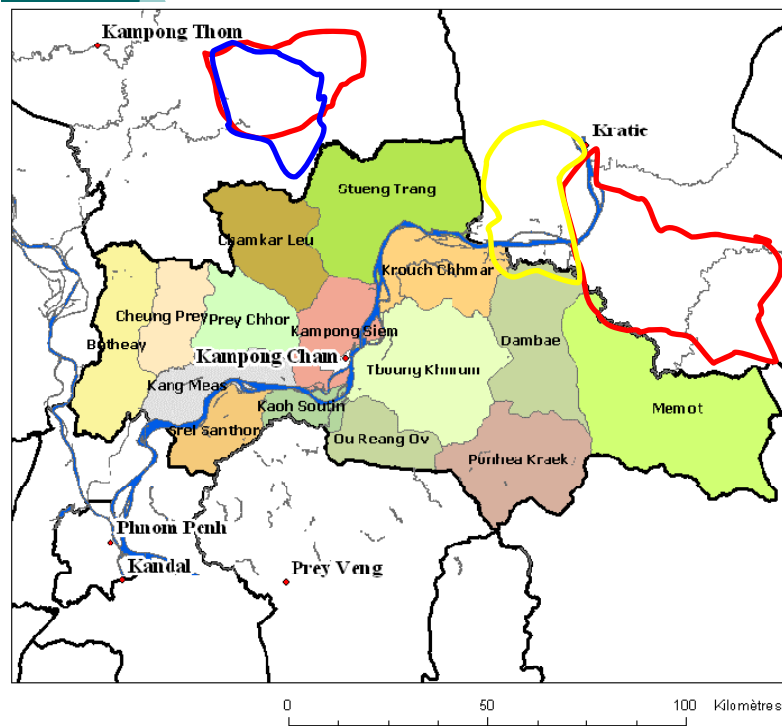 Kampong Thom
Kratie
Stueng Trang
Chamkar Leu
Krouch Chhmar
Cheung Prey
Prey Chhor
Kampong Siem
Batheay
Dambae
Kampong Cham
Tboung Khmum
Kang Meas
Kaoh Soutin
Memot
Srei Santhor
Ou Reang Ov
Ponhea Kraek
Phnom Penh
Kandal
Prey Veng
0 50 100 Kilomètres